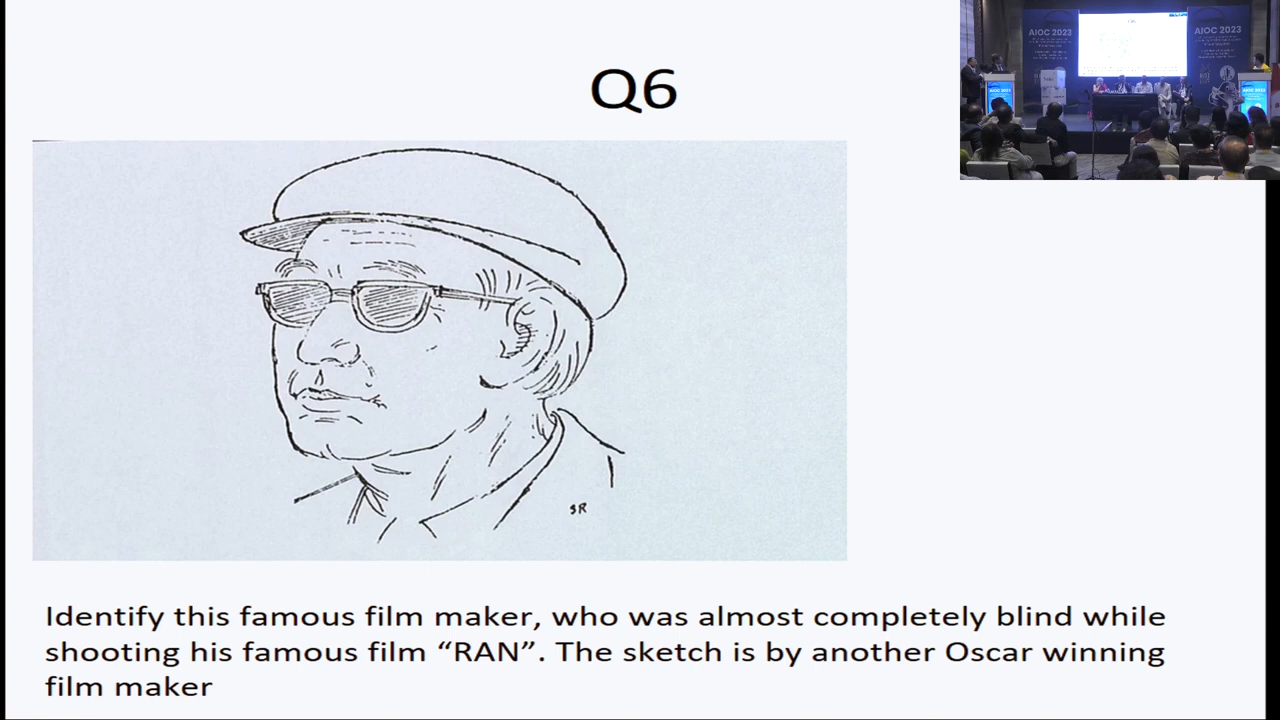 Q6
AIOC 2023
AIOC 2023
SR
Identify this famous film maker, who was almost completely blind while
shooting his famous film “RAN”. The sketch is by another Oscar winning
film maker